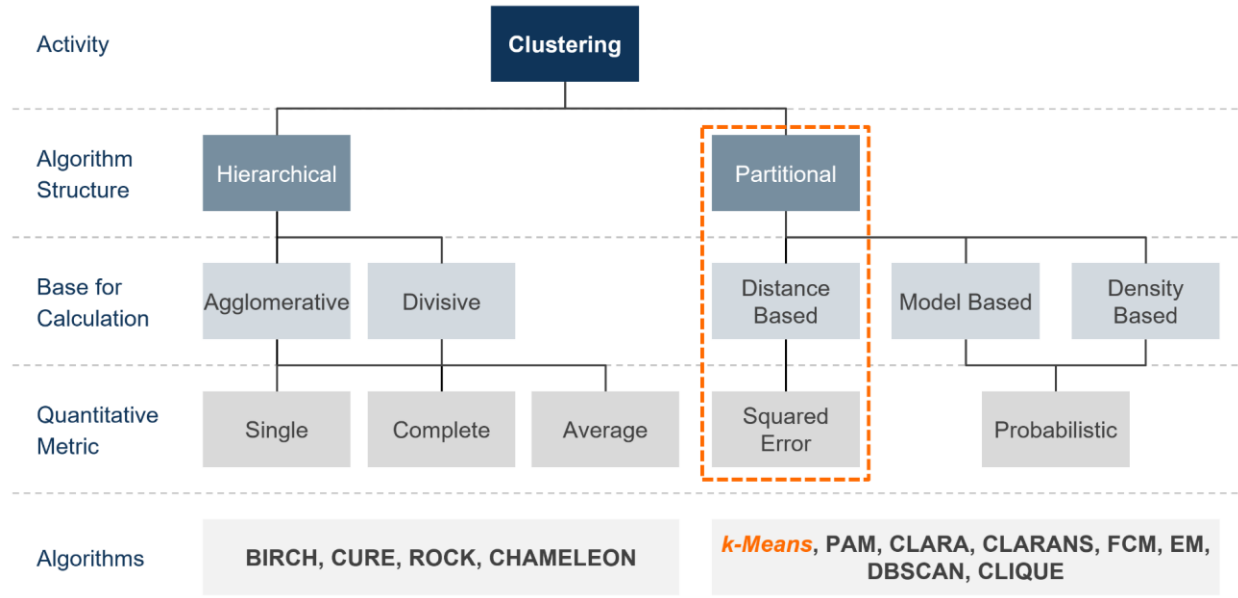 Activity
Clustering
Algorithm
Structure
Hierarchical
Partitional
Base for
Calculation
Agglomerative
Divisive
Distance
Based
Model Based
Density
Based
Quantitative
Metric
Single
Complete
Average
Squared
Error
Probabilistic
Algorithms
BIRCH, CURE, ROCK, CHAMELEON
k-Means, PAM, CLARA, CLARANS, FCM, EM,
DBSCAN, CLIQUE